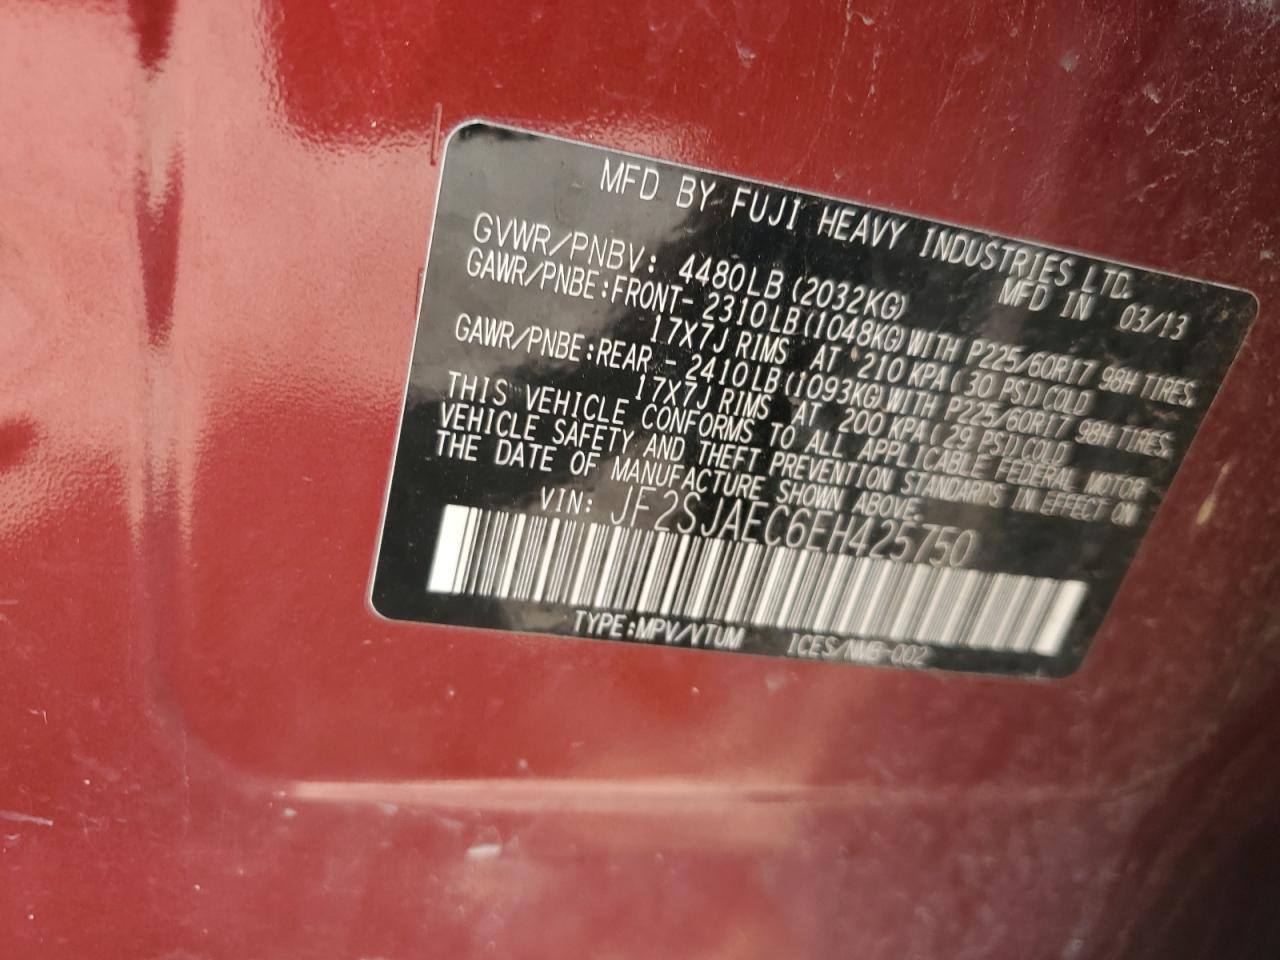 MFD BY FUJI HEAVY INDUSTRIES LTD.
GVWR/PNBV: 4480LB (2032KG) MFD IN 03/13
GAWR/PNBE:FRONT- 2310LB(1048KG)WITH P225/60R17 98H TIRES
17X7J RIMS AT 210 KPA( 30 PSI)COLD
GAWR/PNBE:REAR - 2410LB(1093KG)WITH P225/60R17 98H TIRES
17X7J RIMS AT 200 KPA( 29 PSI)COLD
THIS VEHICLE CONFORMS TO ALL APPLICABLE FEDERAL MOTOR
VEHICLE SAFETY AND THEFT PREVENTION STANDARDS IN EFFECT ON
THE DATE OF MANUFACTURE SHOWN ABOVE.
VIN: JF2SJAEC6EH425750
TYPE:MPV/VTUM ICES/NMB-002